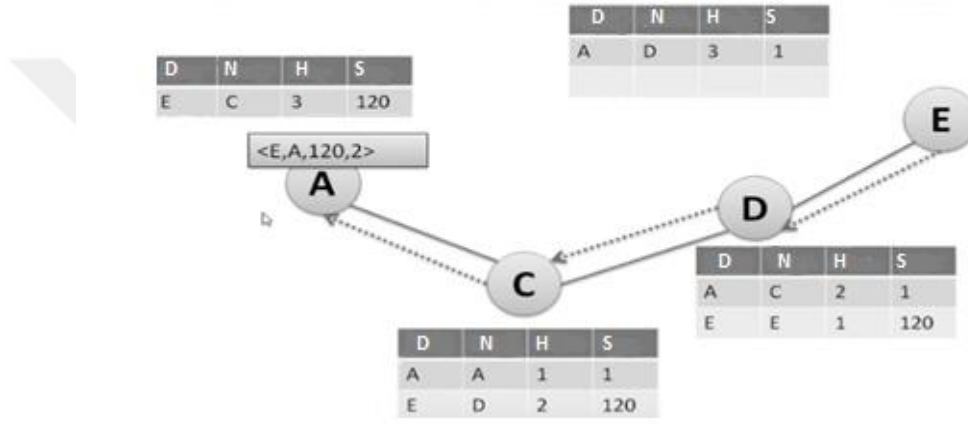 D N H S
A D 3 1
D N H S
E C 3 120
<E,A,120,2>
A
E
D
C
D N H S
A C 2 1
E E 1 120
D N H S
A A 1 1
E D 2 120